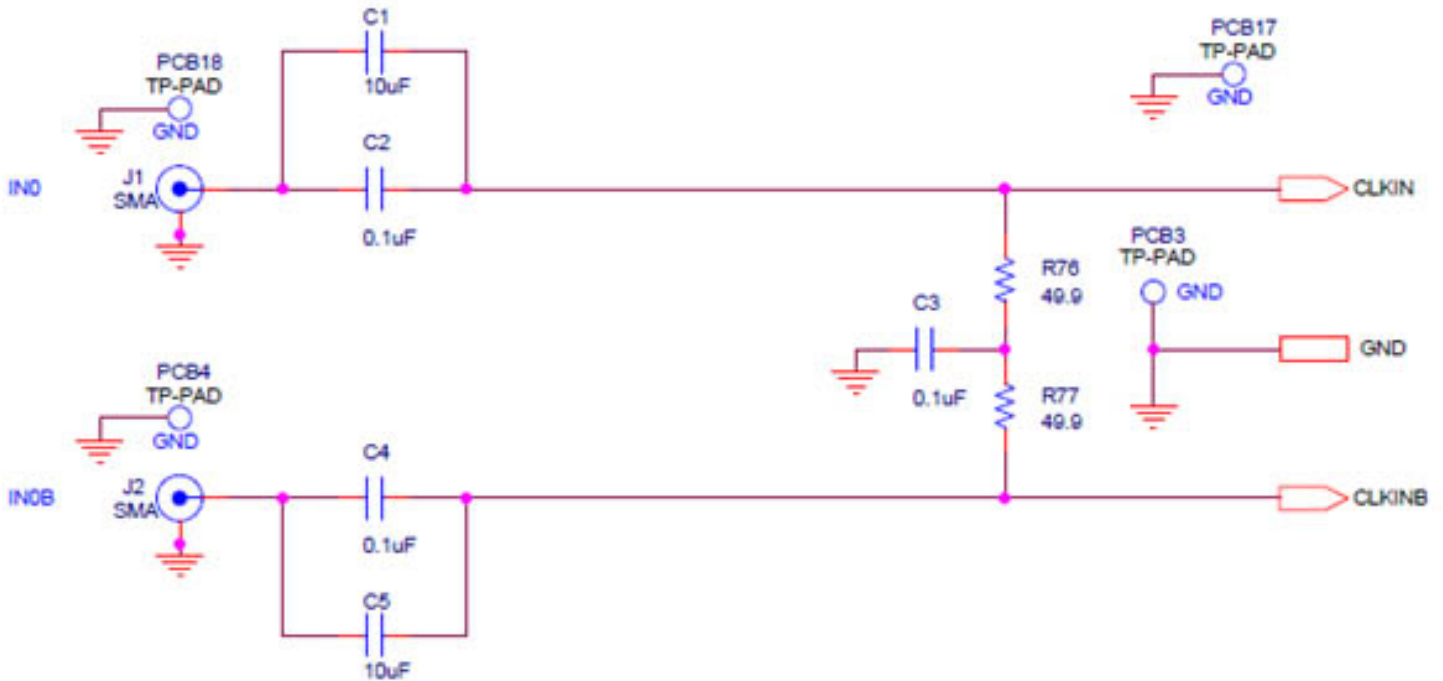 C1
10uF
PCB18
TP-PAD
GND
PCB17
TP-PAD
GND
C2
0.1uF
IN0
J1
SMA
CLKIN
PCB3
TP-PAD
GND
R76
49.9
C3
0.1uF
GND
R77
49.9
PCB4
TP-PAD
GND
C4
0.1uF
IN0B
J2
SMA
CLKINB
C5
10uF